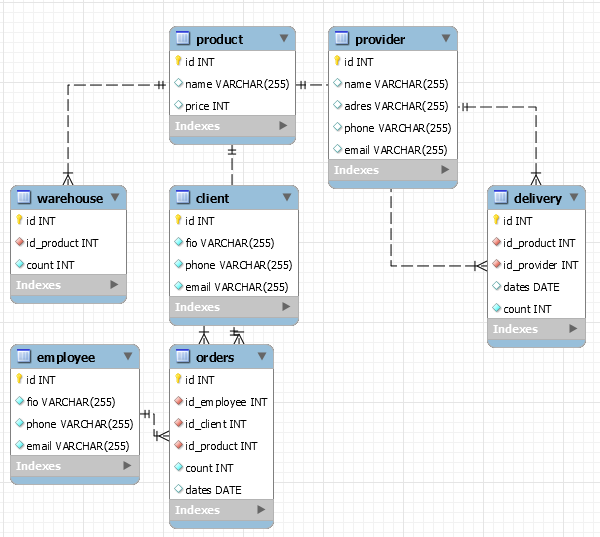 product
id INT
name VARCHAR(255)
price INT
Indexes
provider
id INT
name VARCHAR(255)
adres VARCHAR(255)
phone VARCHAR(255)
email VARCHAR(255)
Indexes
warehouse
id INT
id_product INT
count INT
Indexes
client
id INT
fio VARCHAR(255)
phone VARCHAR(255)
email VARCHAR(255)
Indexes
delivery
id INT
id_product INT
id_provider INT
dates DATE
count INT
Indexes
employee
id INT
fio VARCHAR(255)
phone VARCHAR(255)
email VARCHAR(255)
Indexes
orders
id INT
id_employee INT
id_client INT
id_product INT
count INT
dates DATE
Indexes